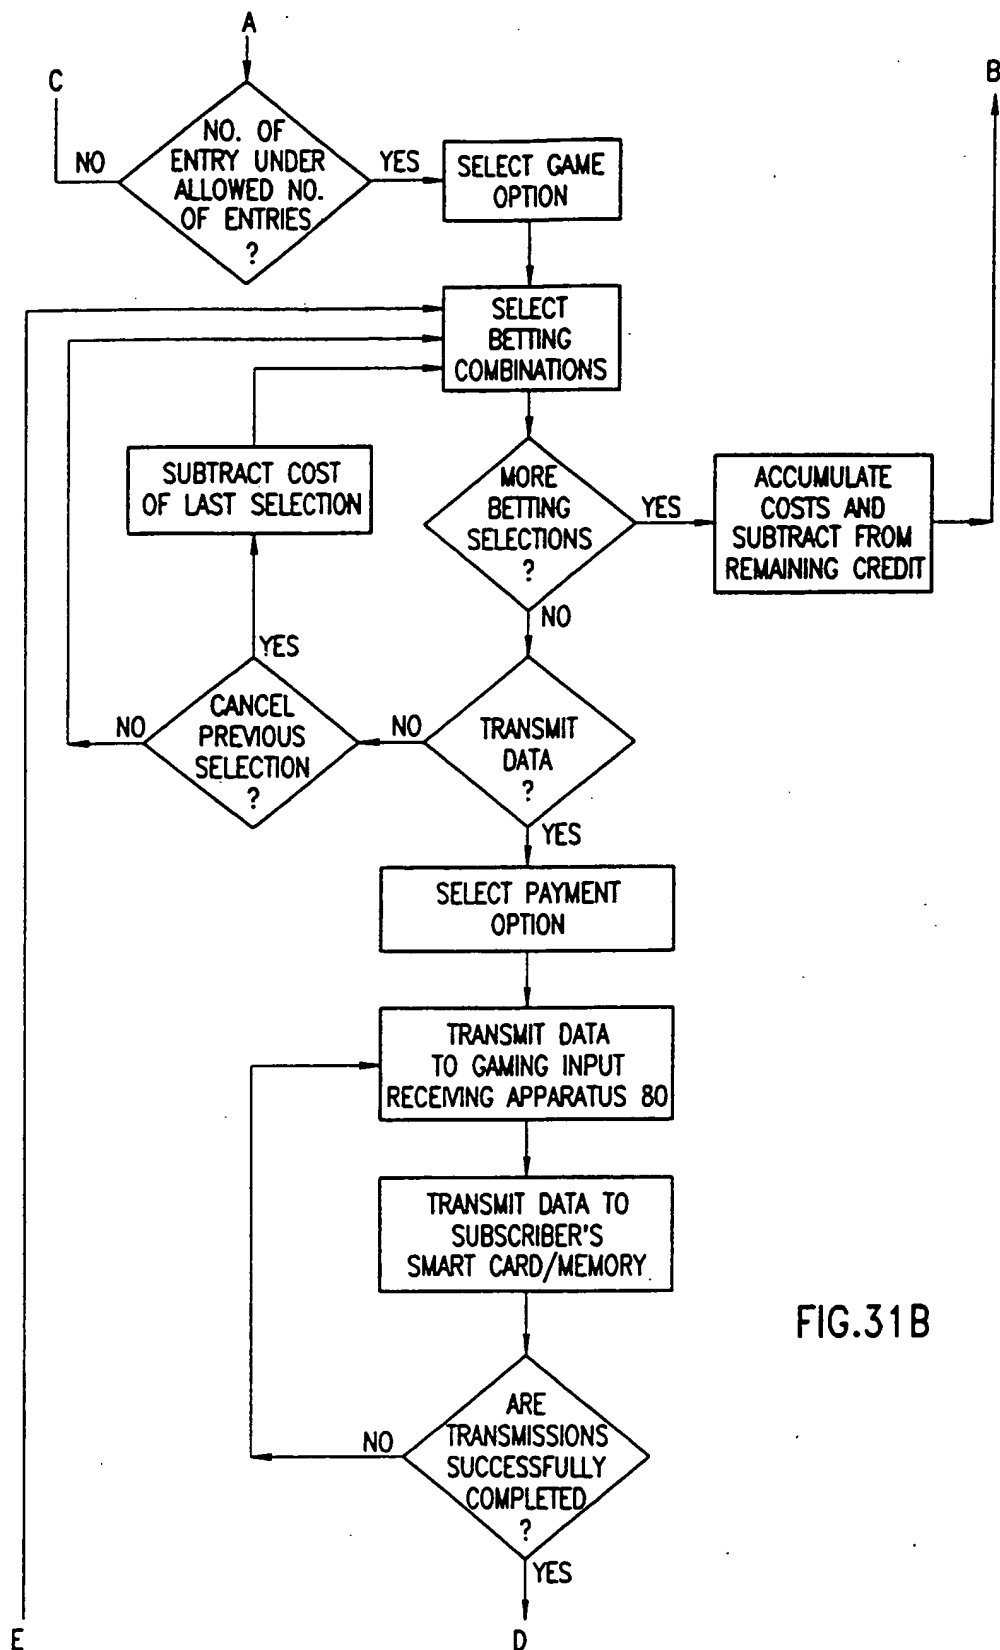 A
C
B
NO. OF
ENTRY UNDER
ALLOWED NO.
OF ENTRIES
?
NO
YES
SELECT GAME
OPTION
SELECT
BETTING
COMBINATIONS
SUBTRACT COST
OF LAST SELECTION
MORE
BETTING
SELECTIONS
?
YES
ACCUMULATE
COSTS AND
SUBTRACT FROM
REMAINING CREDIT
NO
YES
CANCEL
PREVIOUS
SELECTION
?
NO
NO
TRANSMIT
DATA
?
YES
SELECT PAYMENT
OPTION
TRANSMIT DATA
TO GAMING INPUT
RECEIVING APPARATUS 80
TRANSMIT DATA TO
SUBSCRIBER'S
SMART CARD/MEMORY
FIG.31B
ARE
TRANSMISSIONS
SUCCESSFULLY
COMPLETED
?
NO
YES
E
D